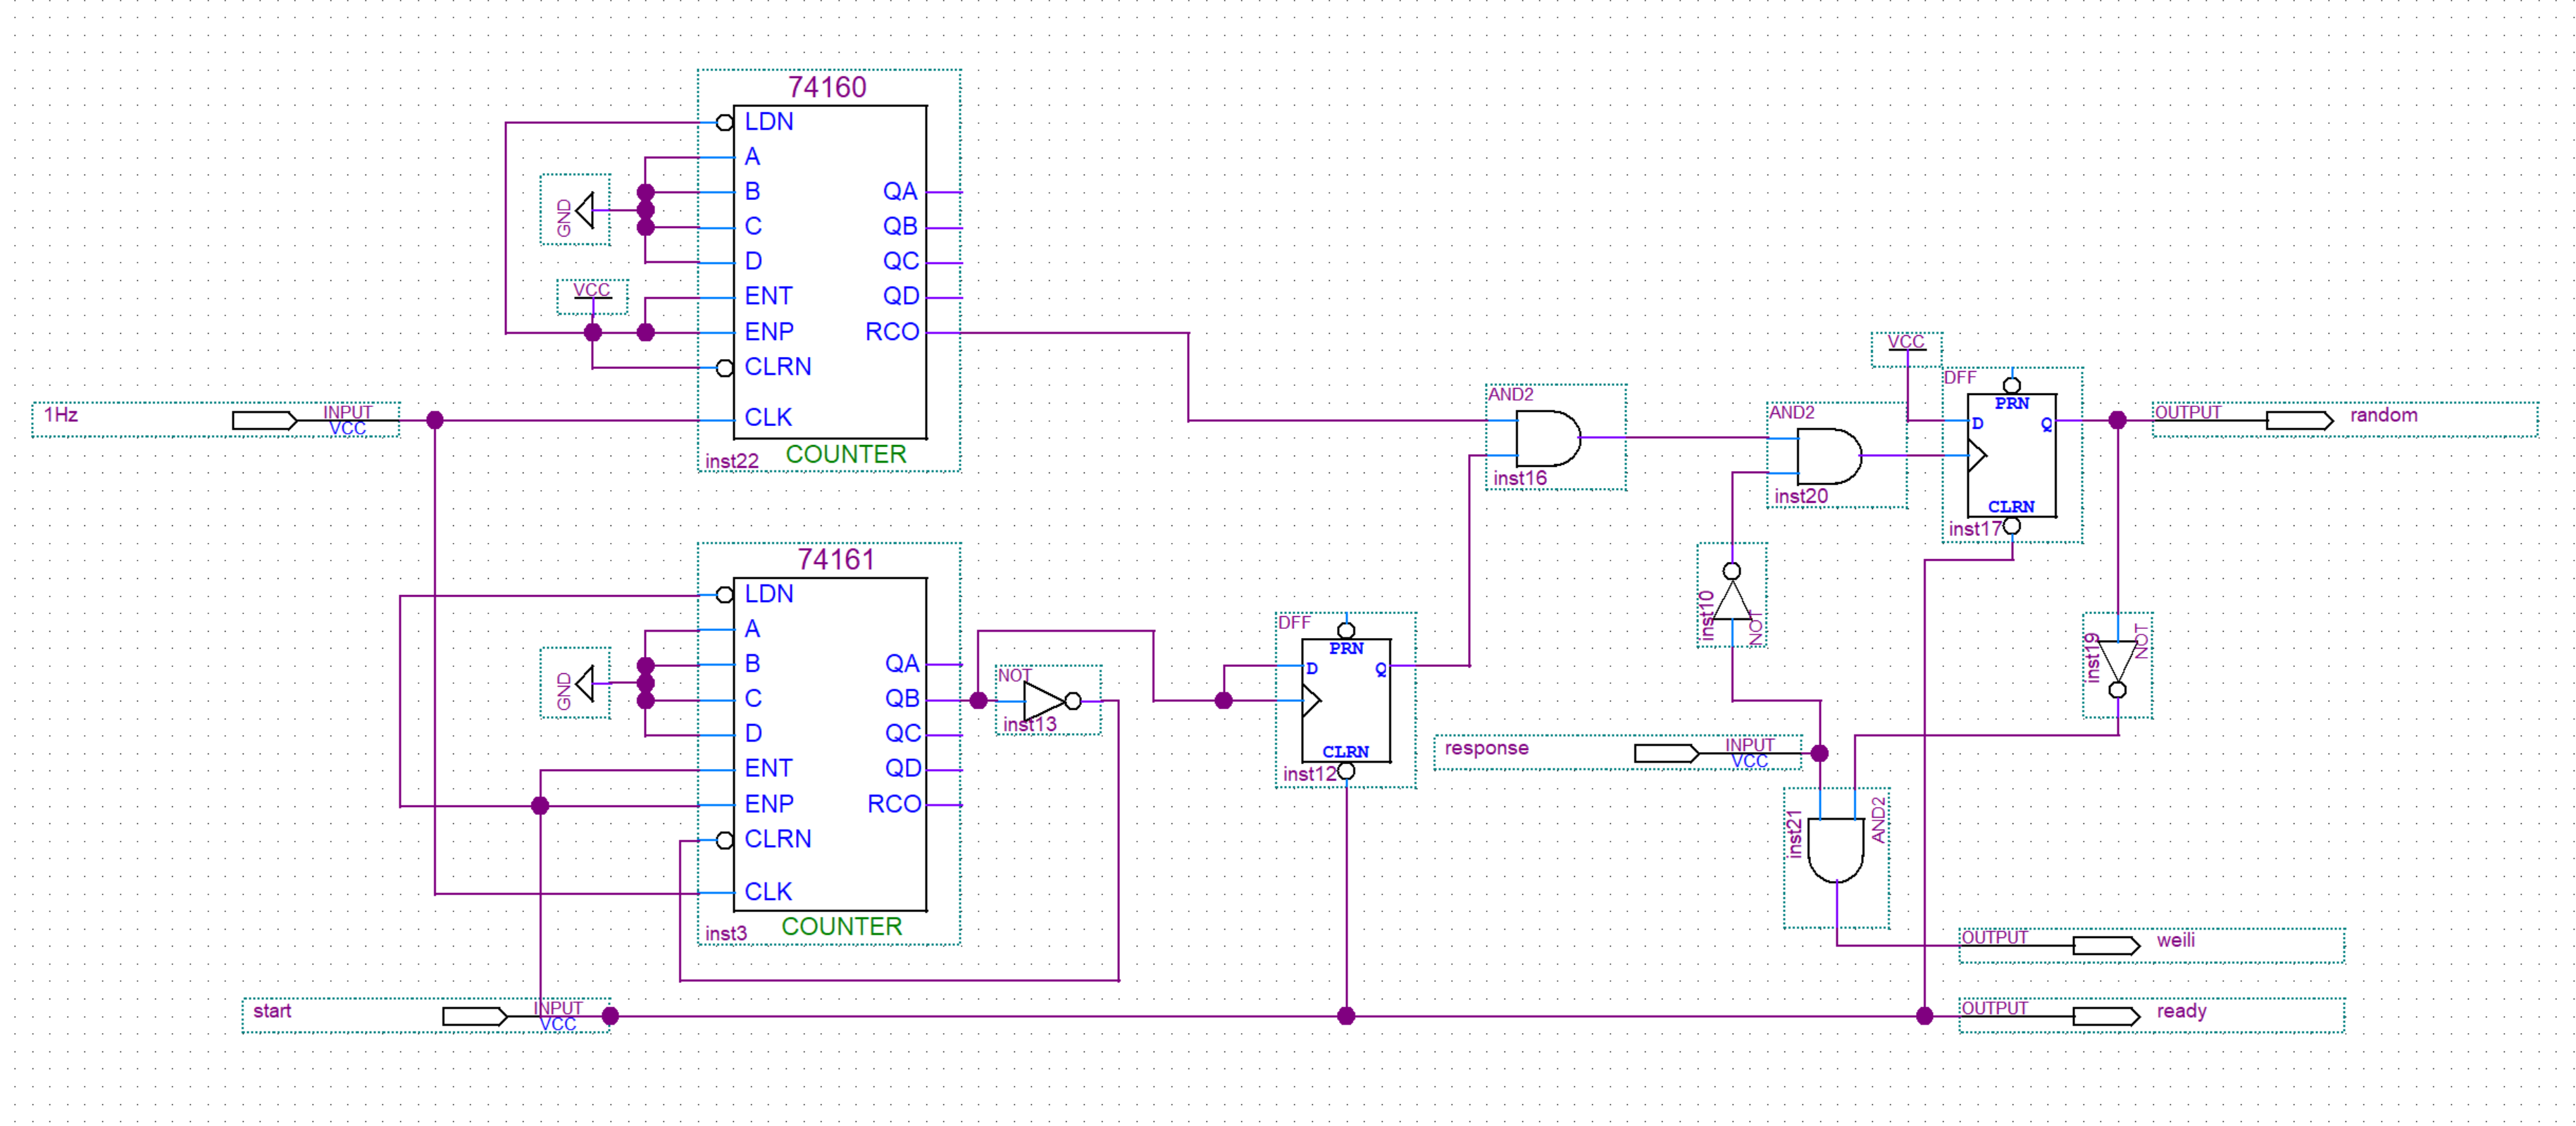 74160
LDN
A
B
C
D
ENT
ENP
CLRN
CLK
QA
QB
QC
QD
RCO
inst22
COUNTER
GND
VCC
1Hz
INPUT
VCC
74161
LDN
A
B
C
D
ENT
ENP
CLRN
CLK
QA
QB
QC
QD
RCO
inst3
COUNTER
GND
NOT
inst13
start
INPUT
VCC
DFF
PRN
D
Q
CLRN
inst12
AND2
inst16
AND2
inst20
inst10
NOT
response
INPUT
VCC
inst21
AND2
VCC
DFF
PRN
D
Q
CLRN
inst17
OUTPUT
random
inst19
NOT
OUTPUT
weili
OUTPUT
ready